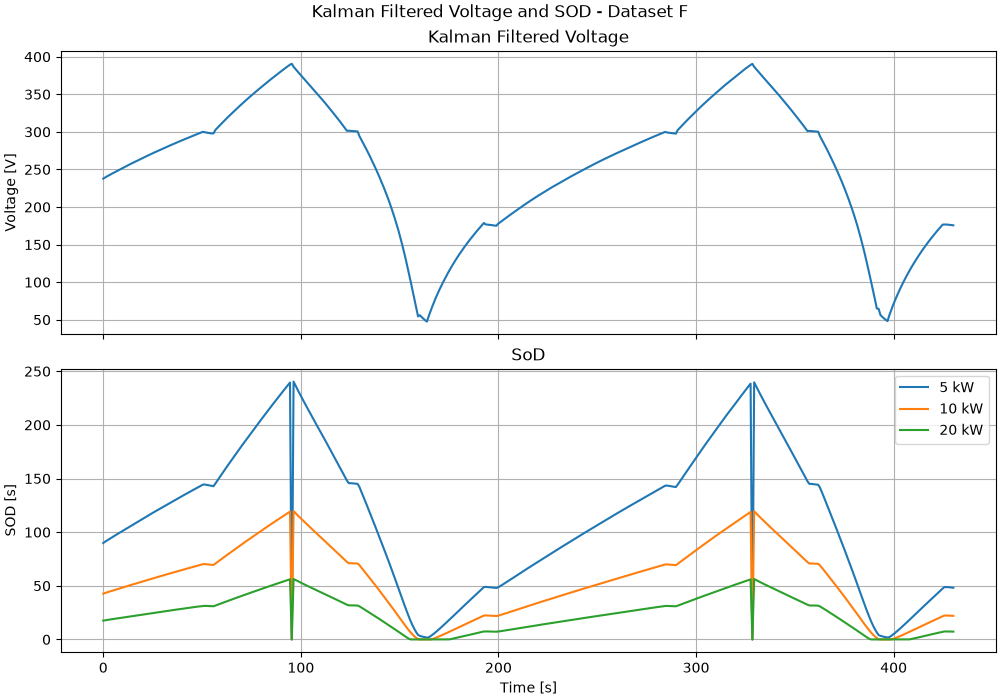 Kalman Filtered Voltage and SOD - Dataset F
Kalman Filtered Voltage
400
350
300
250
200
150
100
50
Voltage [V]
SoD
250
200
150
100
50
0
SOD [s]
5 kW
10 kW
20 kW
0
100
200
300
400
Time [s]